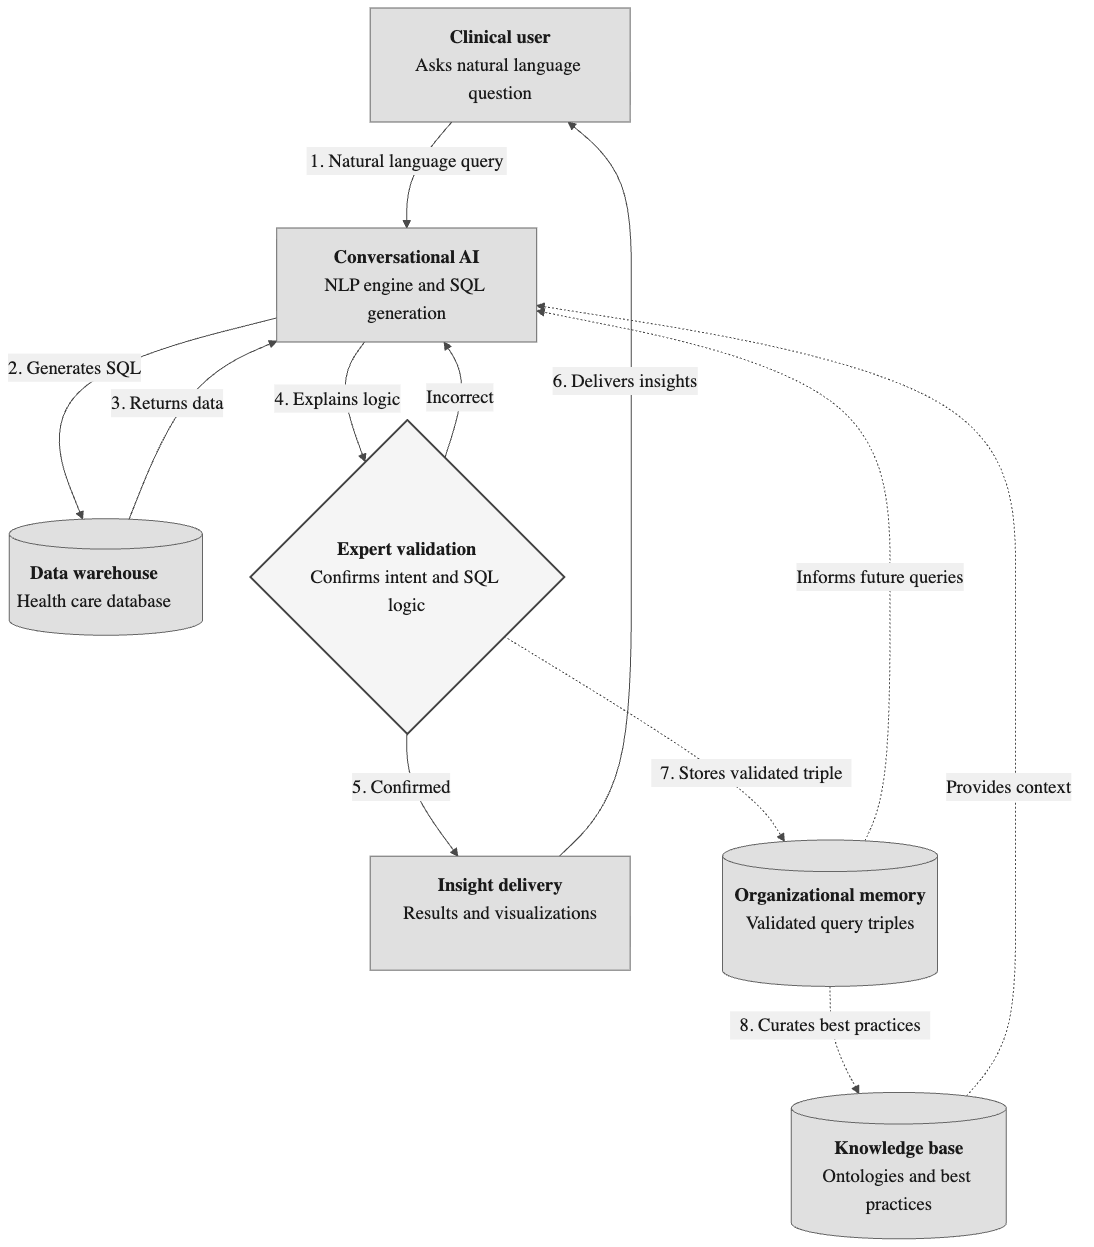 Clinical user
Asks natural language
question
1. Natural language query
Conversational AI
NLP engine and SQL
generation
2. Generates SQL
3. Returns data
4. Explains logic
Incorrect
6. Delivers insights
Expert validation
Confirms intent and SQL
logic
Data warehouse
Health care database
Informs future queries
7. Stores validated triple
5. Confirmed
Provides context
Insight delivery
Results and visualizations
Organizational memory
Validated query triples
8. Curates best practices
Knowledge base
Ontologies and best
practices